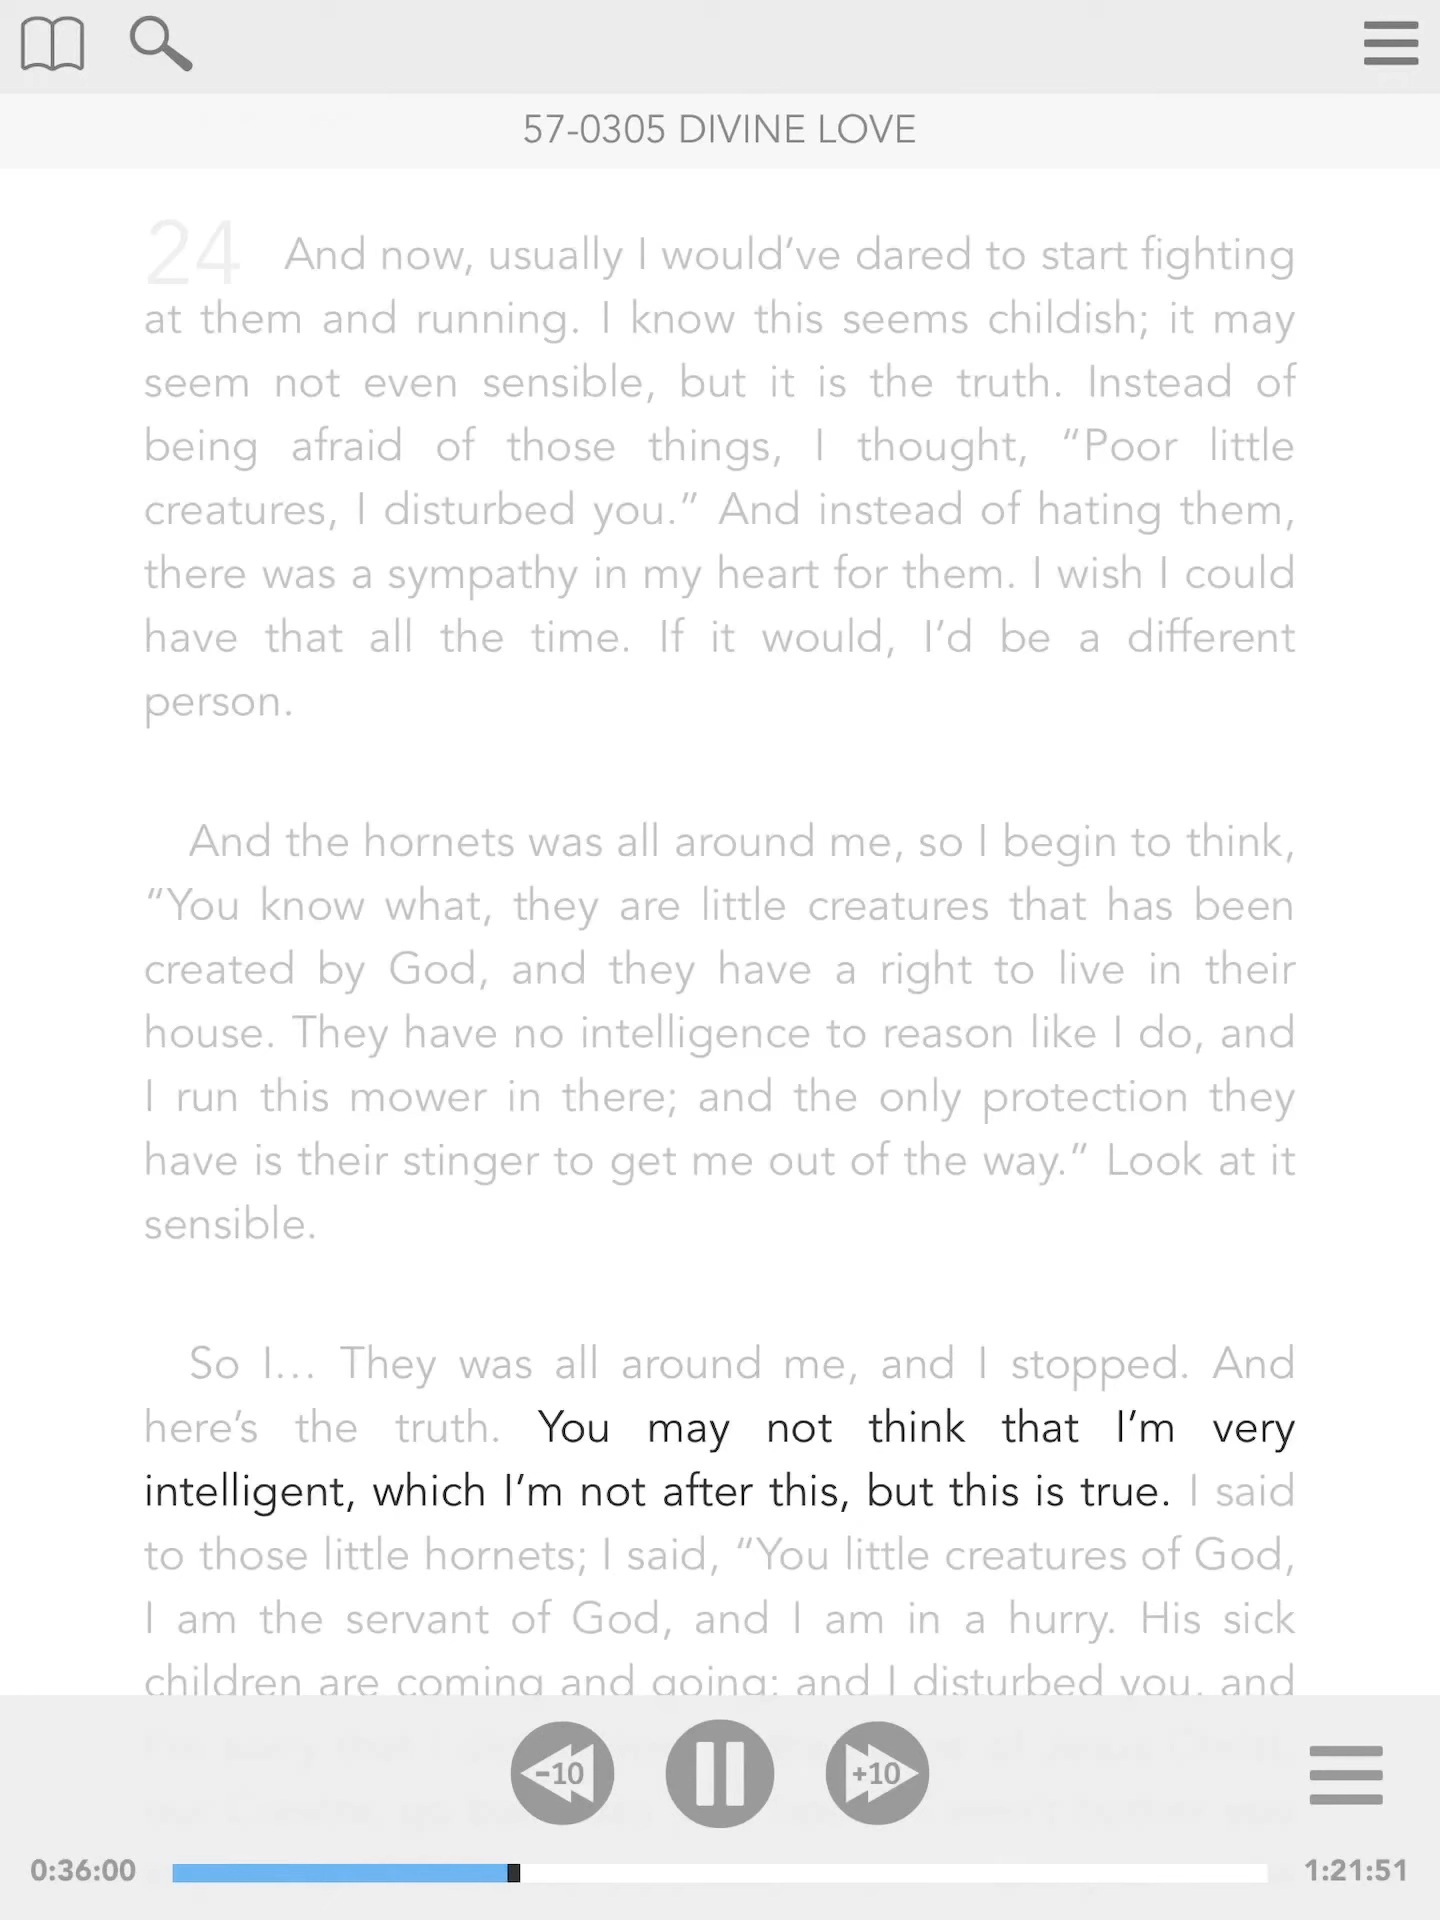 57-0305 DIVINE LOVE
24 And now, usually I would’ve dared to start fighting
at them and running. I know this seems childish; it may
seem not even sensible, but it is the truth. Instead of
being afraid of those things, I thought, “Poor little
creatures, I disturbed you.” And instead of hating them,
there was a sympathy in my heart for them. I wish I could
have that all the time. If it would, I’d be a different
person.
And the hornets was all around me, so I begin to think,
“You know what, they are little creatures that has been
created by God, and they have a right to live in their
house. They have no intelligence to reason like I do, and
I run this mower in there; and the only protection they
have is their stinger to get me out of the way.” Look at it
sensible.
So I… They was all around me, and I stopped. And
here’s the truth. You may not think that I’m very
intelligent, which I’m not after this, but this is true. I said
to those little hornets; I said, “You little creatures of God,
I am the servant of God, and I am in a hurry. His sick
children are coming and going; and I disturbed you, and
-10 +10
0:36:00 1:21:51